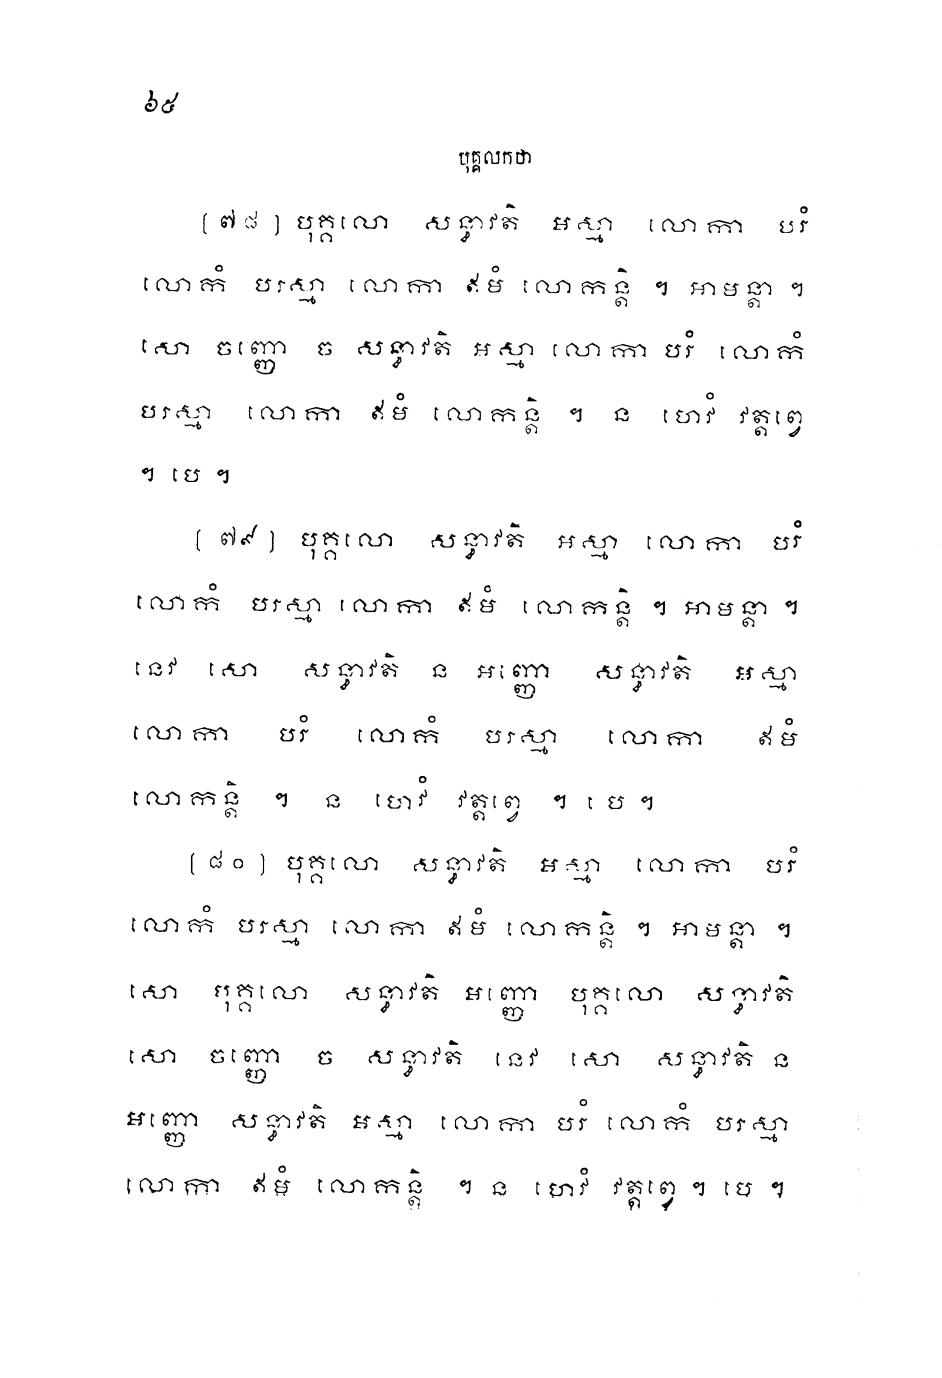 ៦៥
បុគ្គលកថា
(៧៨) បុគ្គលោ សន្ធាវតិ អស្មា លោកា បរំ
លោកំ បរស្មា លោកា ឥមំ លោកន្តិ ។ អាមន្តា ។
សោ ចញ្ញោ ច សន្ធាវតិ អស្មា លោកា បរំ លោកំ
បរស្មា លោកា ឥមំ លោកន្តិ ។ ន ហេវំ វត្តព្វេ
។ បេ ។
(៧៩) បុគ្គលោ សន្ធាវតិ អស្មា លោកា បរំ
លោកំ បរស្មា លោកា ឥមំ លោកន្តិ ។ អាមន្តា ។
នេវ សោ សន្ធាវតិ ន អញ្ញោ សន្ធាវតិ អស្មា
លោកា បរំ លោកំ បរស្មា លោកា ឥមំ
លោកន្តិ ។ ន ហេវំ វត្តព្វេ ។ បេ ។
(៨០) បុគ្គលោ សន្ធាវតិ អស្មា លោកា បរំ
លោកំ បរស្មា លោកា ឥមំ លោកន្តិ ។ អាមន្តា ។
សោ បុគ្គលោ សន្ធាវតិ អញ្ញោ បុគ្គលោ សន្ធាវតិ
សោ ចញ្ញោ ច សន្ធាវតិ នេវ សោ សន្ធាវតិ ន
អញ្ញោ សន្ធាវតិ អស្មា លោកា បរំ លោកំ បរស្មា
លោកា ឥមំ លោកន្តិ ។ ន ហេវំ វត្តព្វេ ។ បេ ។